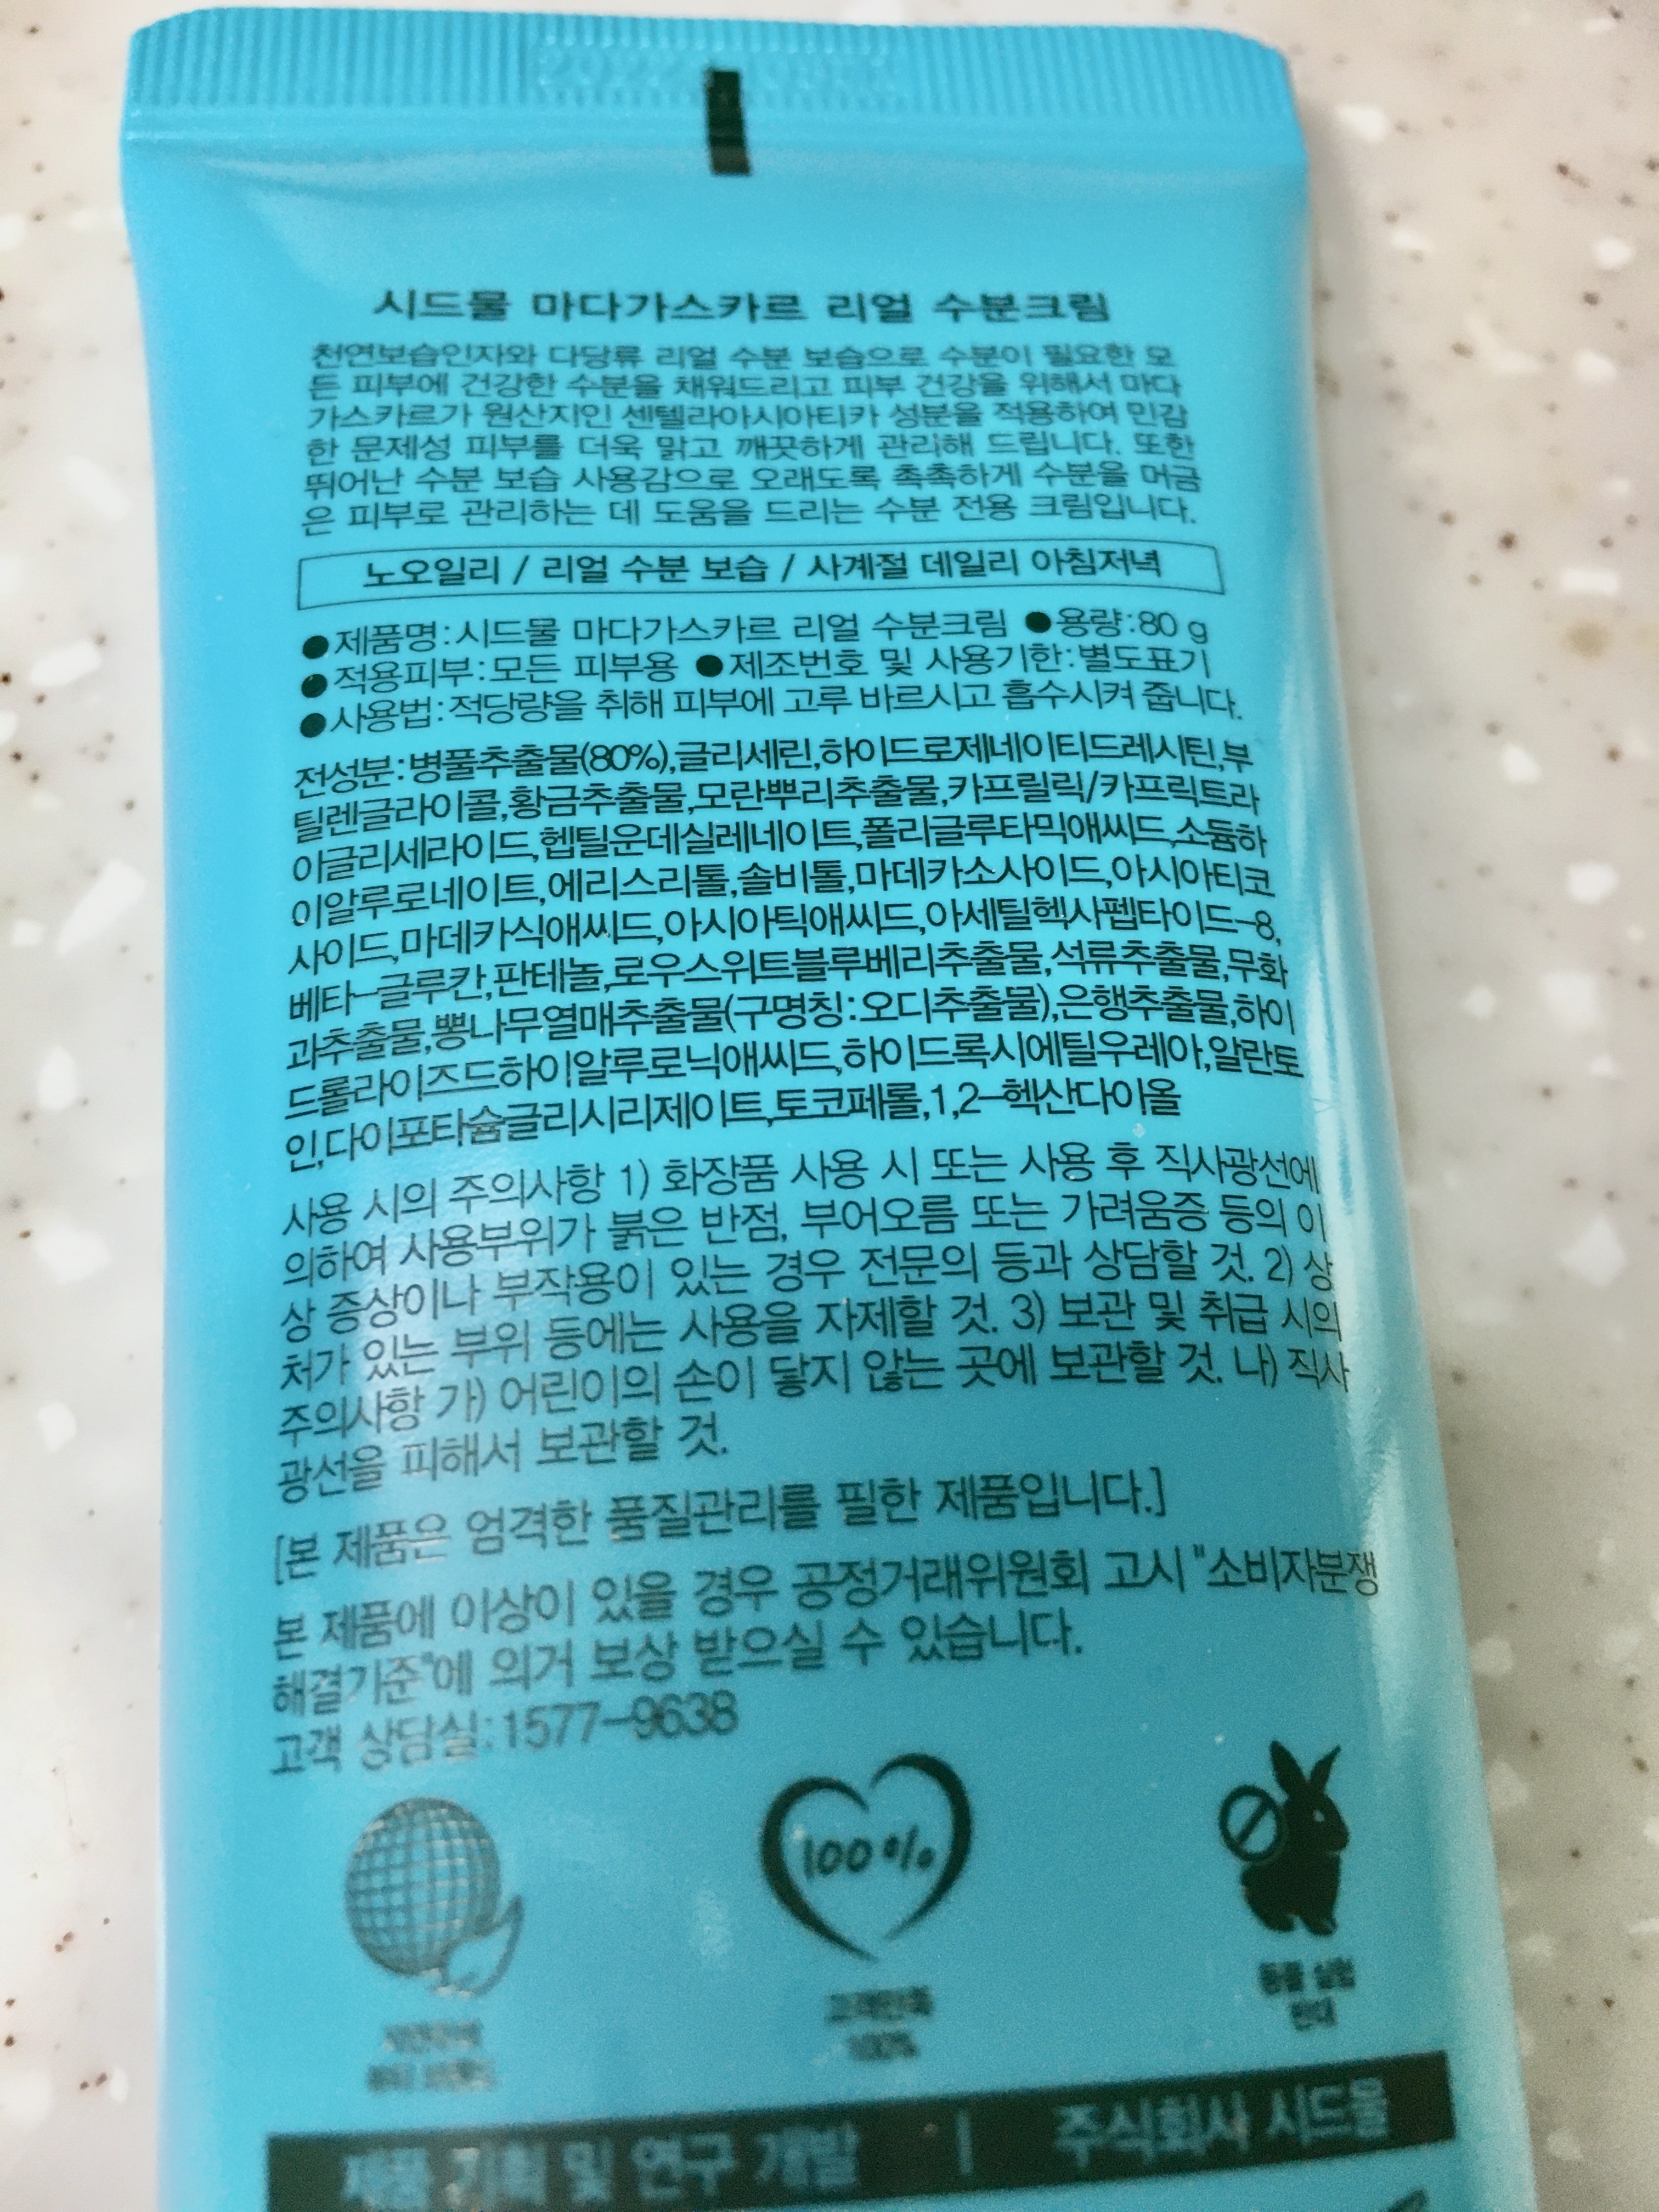 시드물 마다가스카르 리얼 수분크림
천연보습인자와 다당류 리얼 수분 보습으로 수분이 필요한 모
든 피부에 건강한 수분을 채워드리고 피부 건강을 위해서 마다
가스카르가 원산지인 센텔라아시아티카 성분을 적용하여 민감
한 문제성 피부를 더욱 맑고 깨끗하게 관리해 드립니다. 또한
뛰어난 수분 보습 사용감으로 오래도록 촉촉하게 수분을 머금
은 피부로 관리하는 데 도움을 드리는 수분 전용 크림입니다.
노오일리 / 리얼 수분 보습 / 사계절 데일리 아침저녁
●제품명:시드물 마다가스카르 리얼 수분크림 ●용량:80 g
●적용피부:모든 피부용 ●제조번호 및 사용기한:별도표기
●사용법:적당량을 취해 피부에 고루 바르시고 흡수시켜 줍니다.
전성분:병풀추출물(80%),글리세린,하이드로제네이티드레시틴,부
틸렌글라이콜,황금추출물,모란뿌리추출물,카프릴릭/카프릭트라
이글리세라이드,헵틸운데실레네이트,폴리글루타믹애씨드,소듐하
이알루로네이트,에리스리톨,솔비톨,마데카소사이드,아시아티코
사이드,마데카식애씨드,아시아틱애씨드,아세틸헥사펩타이드-8,
베타-글루칸,판테놀,로우스위트블루베리추출물,석류추출물,무화
과추출물,뽕나무열매추출물(구명칭:오디추출물),은행추출물,하이
드롤라이즈드하이알루로닉애씨드,하이드록시에틸우레아,알란토
인,다이포타슘글리시리제이트,토코페롤,1,2-헥산다이올
사용 시의 주의사항 1) 화장품 사용 시 또는 사용 후 직사광선에
의하여 사용부위가 붉은 반점, 부어오름 또는 가려움증 등의 이
상 증상이나 부작용이 있는 경우 전문의 등과 상담할 것. 2) 상
처가 있는 부위 등에는 사용을 자제할 것. 3) 보관 및 취급 시의
주의사항 가) 어린이의 손이 닿지 않는 곳에 보관할 것. 나) 직사
광선을 피해서 보관할 것.
[본 제품은 엄격한 품질관리를 필한 제품입니다.]
본 제품에 이상이 있을 경우 공정거래위원회 고시 "소비자분쟁
해결기준"에 의거 보상 받으실 수 있습니다.
고객 상담실:1577-9638
100%
고객만족
100%
동물 실험
반대
제품 기획 및 연구 개발 | 주식회사 시드물